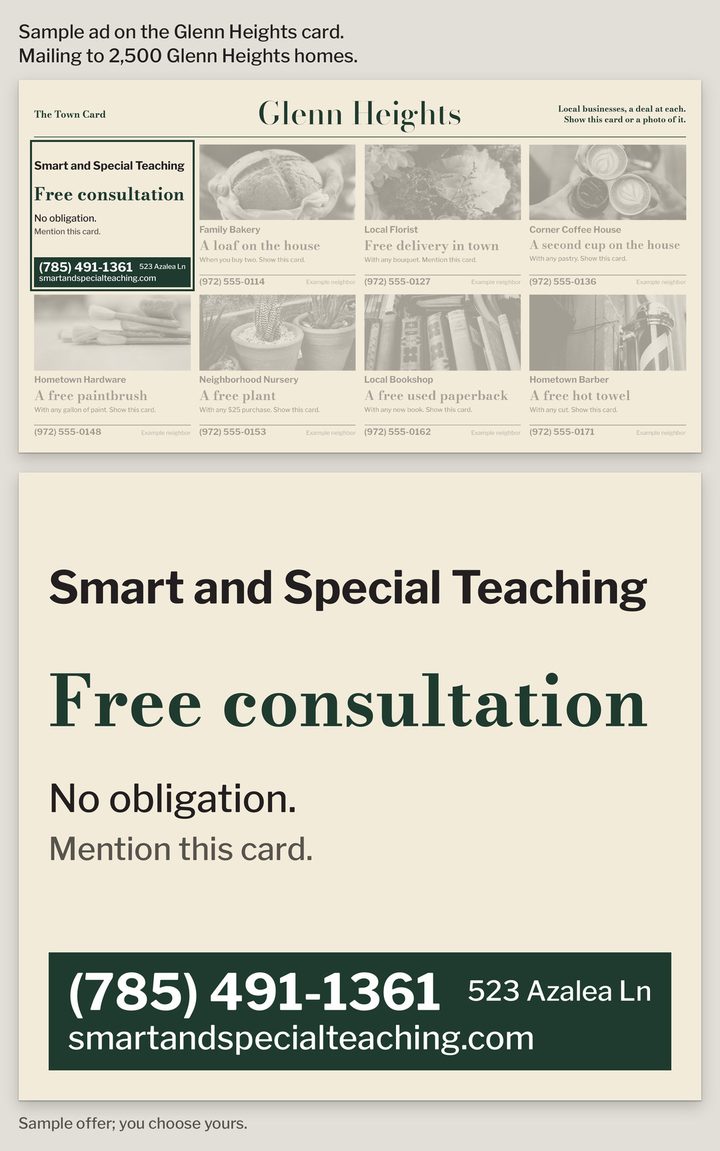 Sample ad on the Glenn Heights card.
Mailing to 2,500 Glenn Heights homes.
The Town Card
Glenn Heights
Local businesses, a deal at each.
Show this card or a photo of it.
Smart and Special Teaching
Free consultation
No obligation.
Mention this card.
(785) 491-1361 523 Azalea Ln
smartandspecialteaching.com
Family Bakery
A loaf on the house
When you buy two. Show this card.
(972) 555-0114 Example neighbor
Local Florist
Free delivery in town
With any bouquet. Mention this card.
(972) 555-0127 Example neighbor
Corner Coffee House
A second cup on the house
With any pastry. Show this card.
(972) 555-0136 Example neighbor
Hometown Hardware
A free paintbrush
With any gallon of paint. Show this card.
(972) 555-0148 Example neighbor
Neighborhood Nursery
A free plant
With any $25 purchase. Show this card.
(972) 555-0153 Example neighbor
Local Bookshop
A free used paperback
With any new book. Show this card.
(972) 555-0162 Example neighbor
Hometown Barber
A free hot towel
With any cut. Show this card.
(972) 555-0171 Example neighbor
Smart and Special Teaching
Free consultation
No obligation.
Mention this card.
(785) 491-1361 523 Azalea Ln
smartandspecialteaching.com
Sample offer; you choose yours.